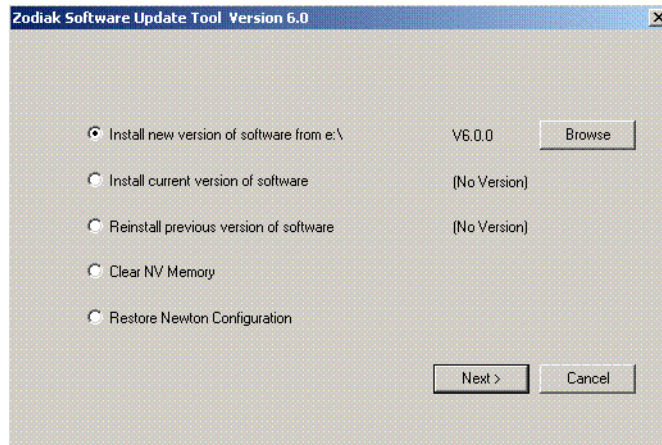 Zodiak Software Update Tool Version 6.0
Install new version of software from e:\ V6.0.0 Browse
Install current version of software (No Version)
Reinstall previous version of software (No Version)
Clear NV Memory
Restore Newton Configuration
Next > Cancel